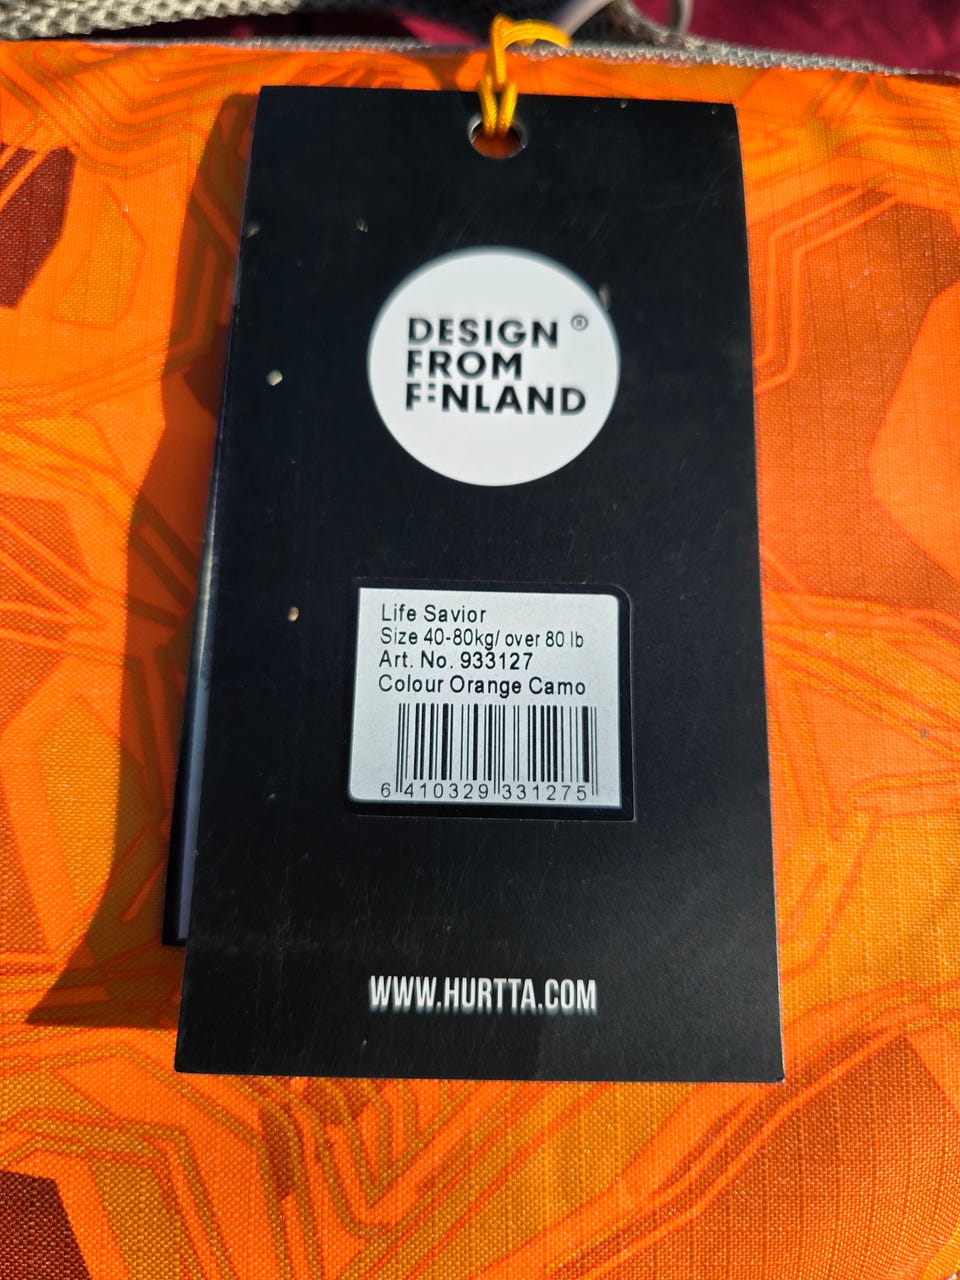 DESIGN ®
FROM
FINLAND
Life Savior
Size 40-80kg/ over 80 lb
Art. No. 933127
Colour Orange Camo
6 410329 331275
WWW.HURTTA.COM